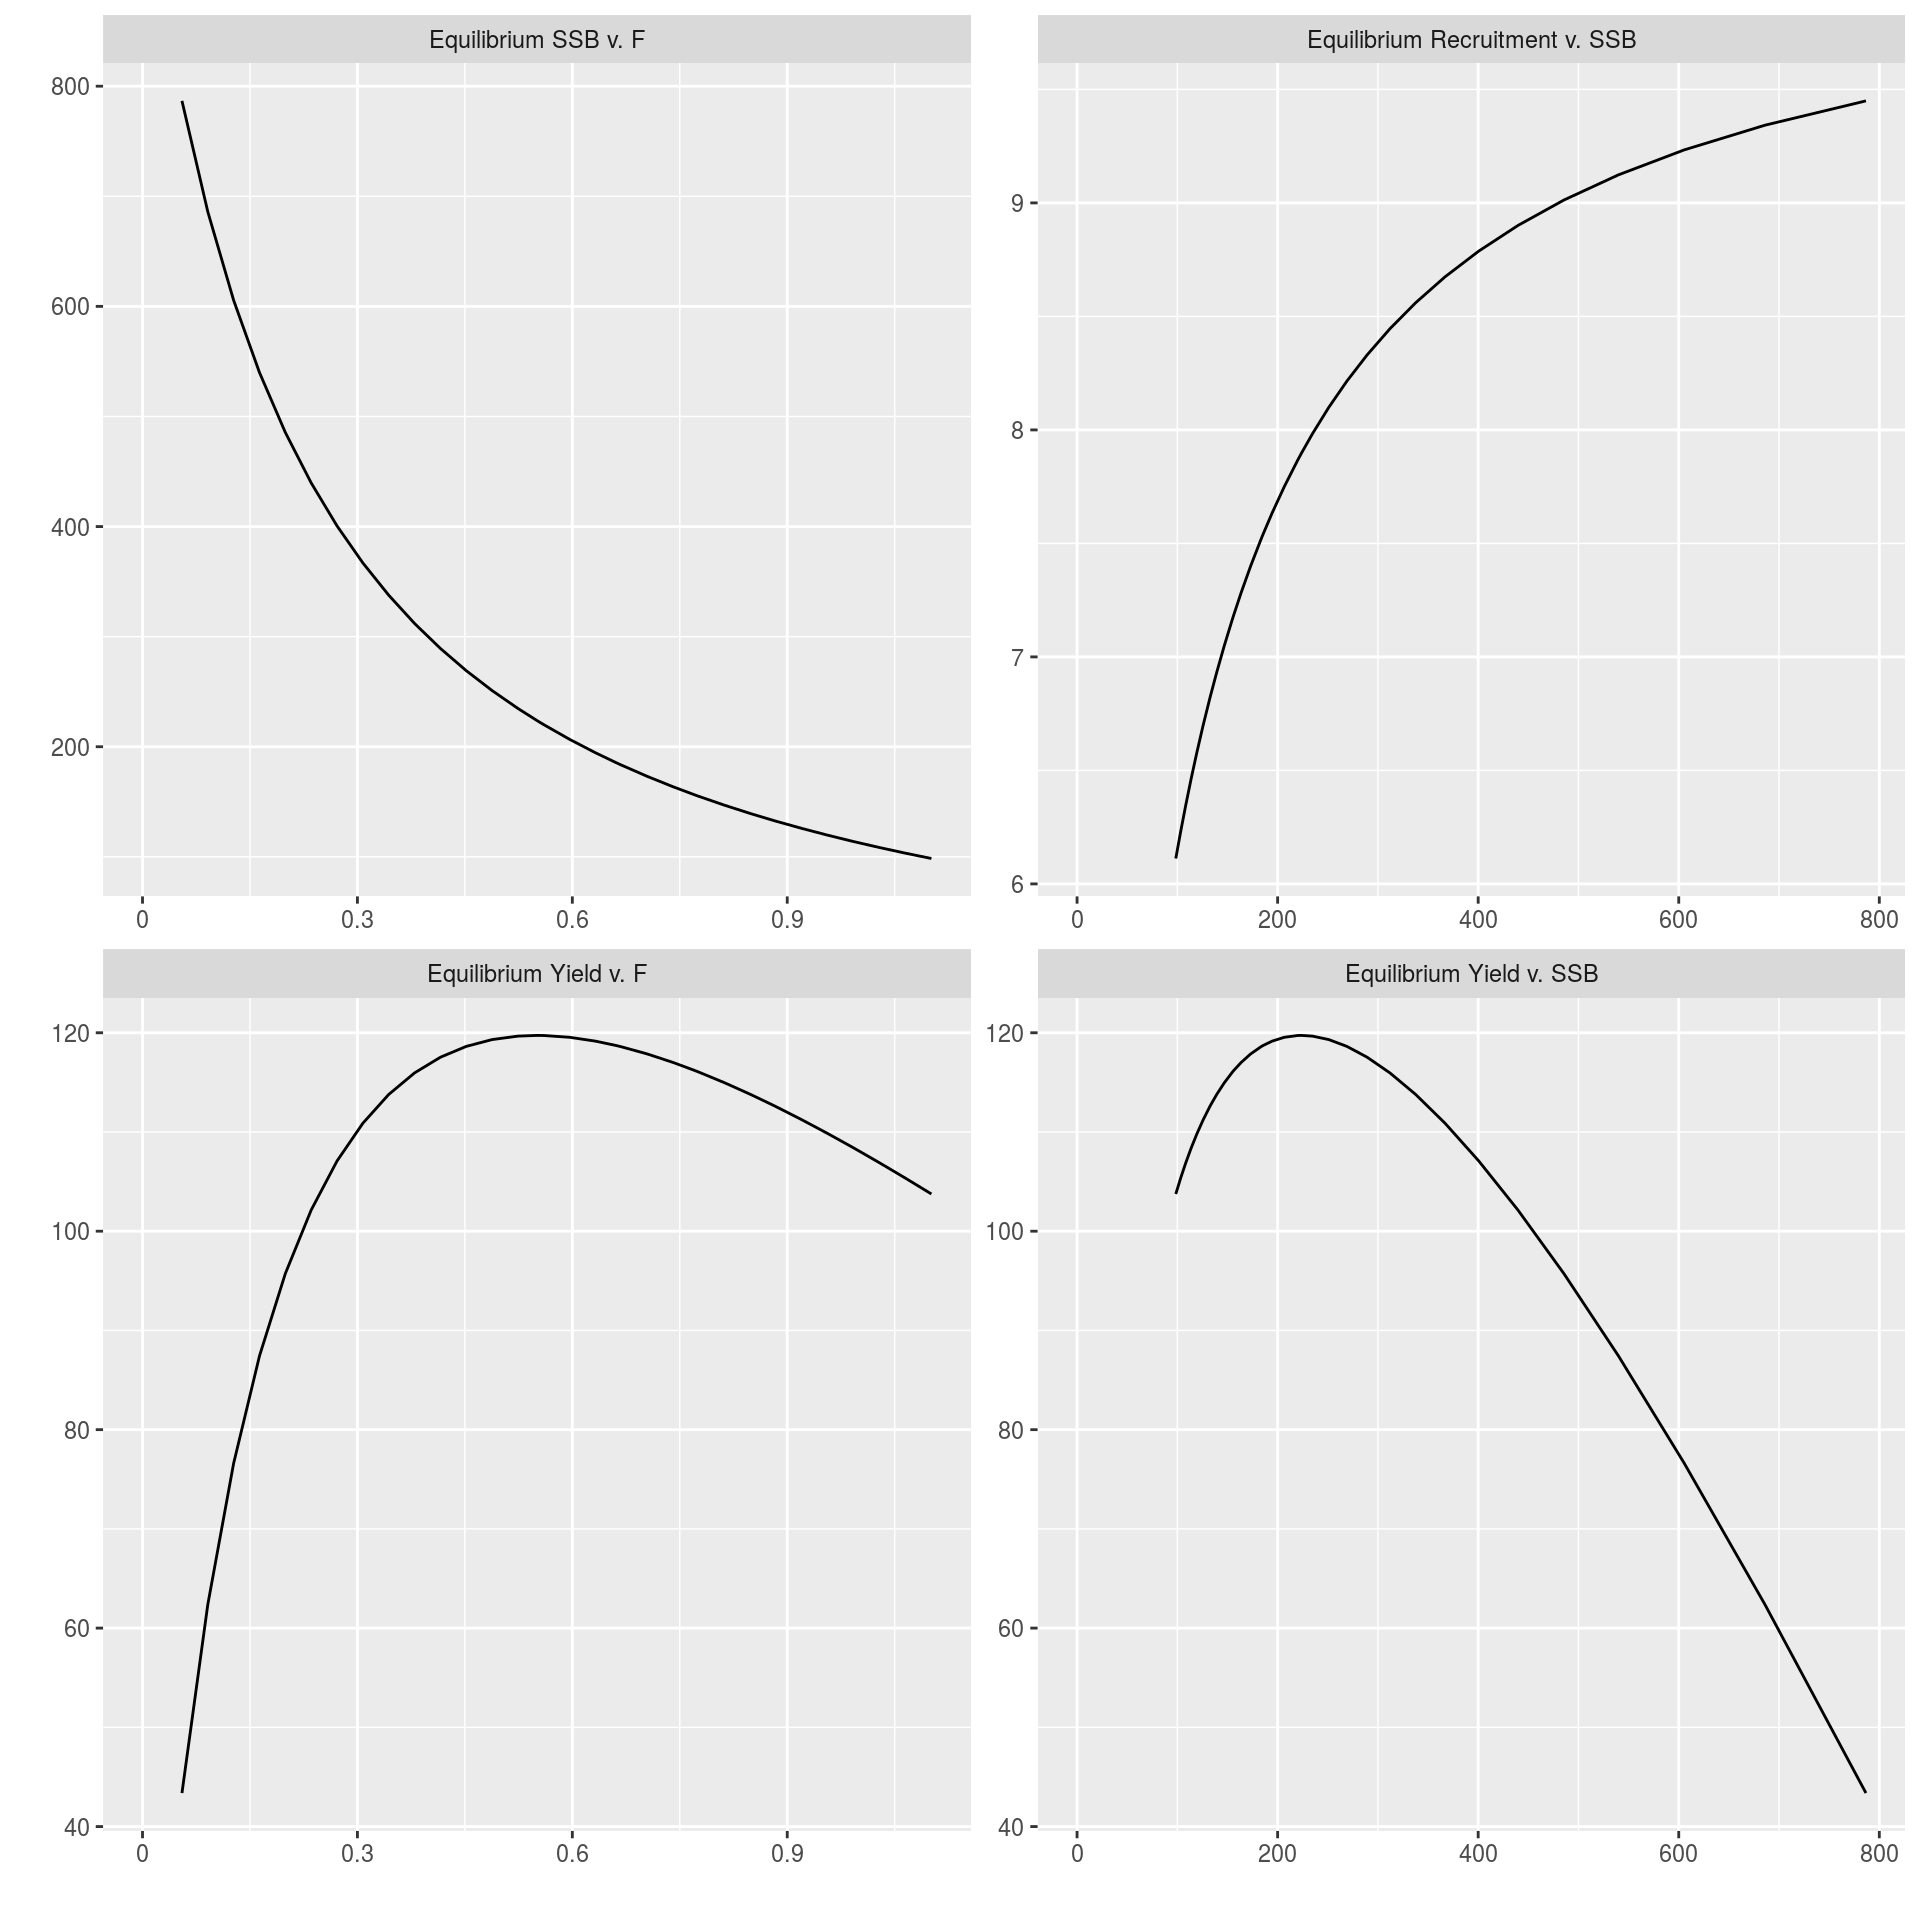 Equilibrium SSB v. F
800
600
400
200
0 0.3 0.6 0.9
Equilibrium Recruitment v. SSB
9
8
7
6
0 200 400 600 800
Equilibrium Yield v. F
120
100
80
60
40
0 0.3 0.6 0.9
Equilibrium Yield v. SSB
120
100
80
60
40
0 200 400 600 800